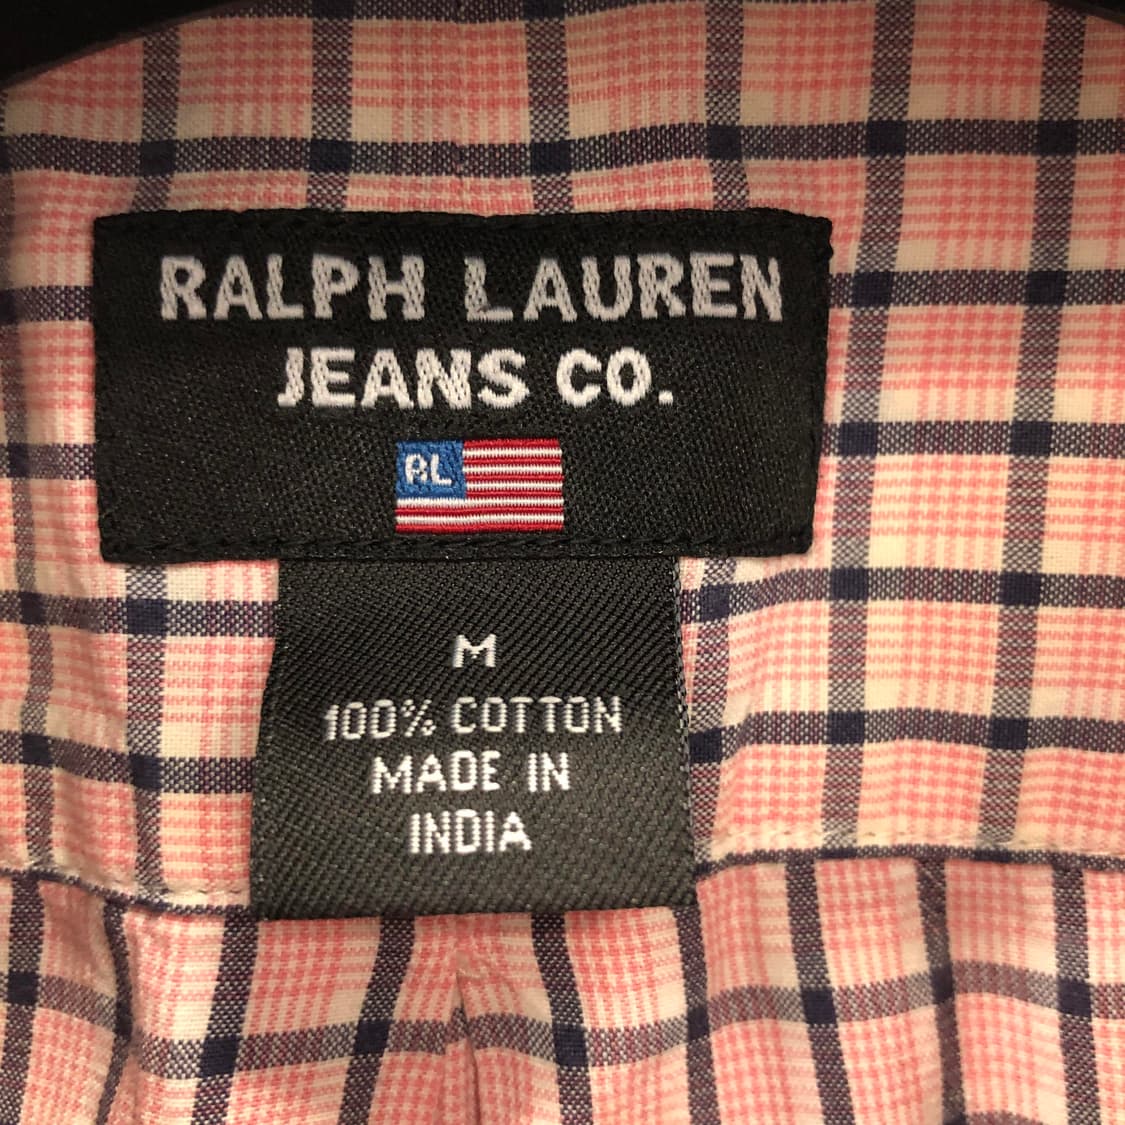 RALPH LAUREN
JEANS CO.
RL
M
100% COTTON
MADE IN
INDIA